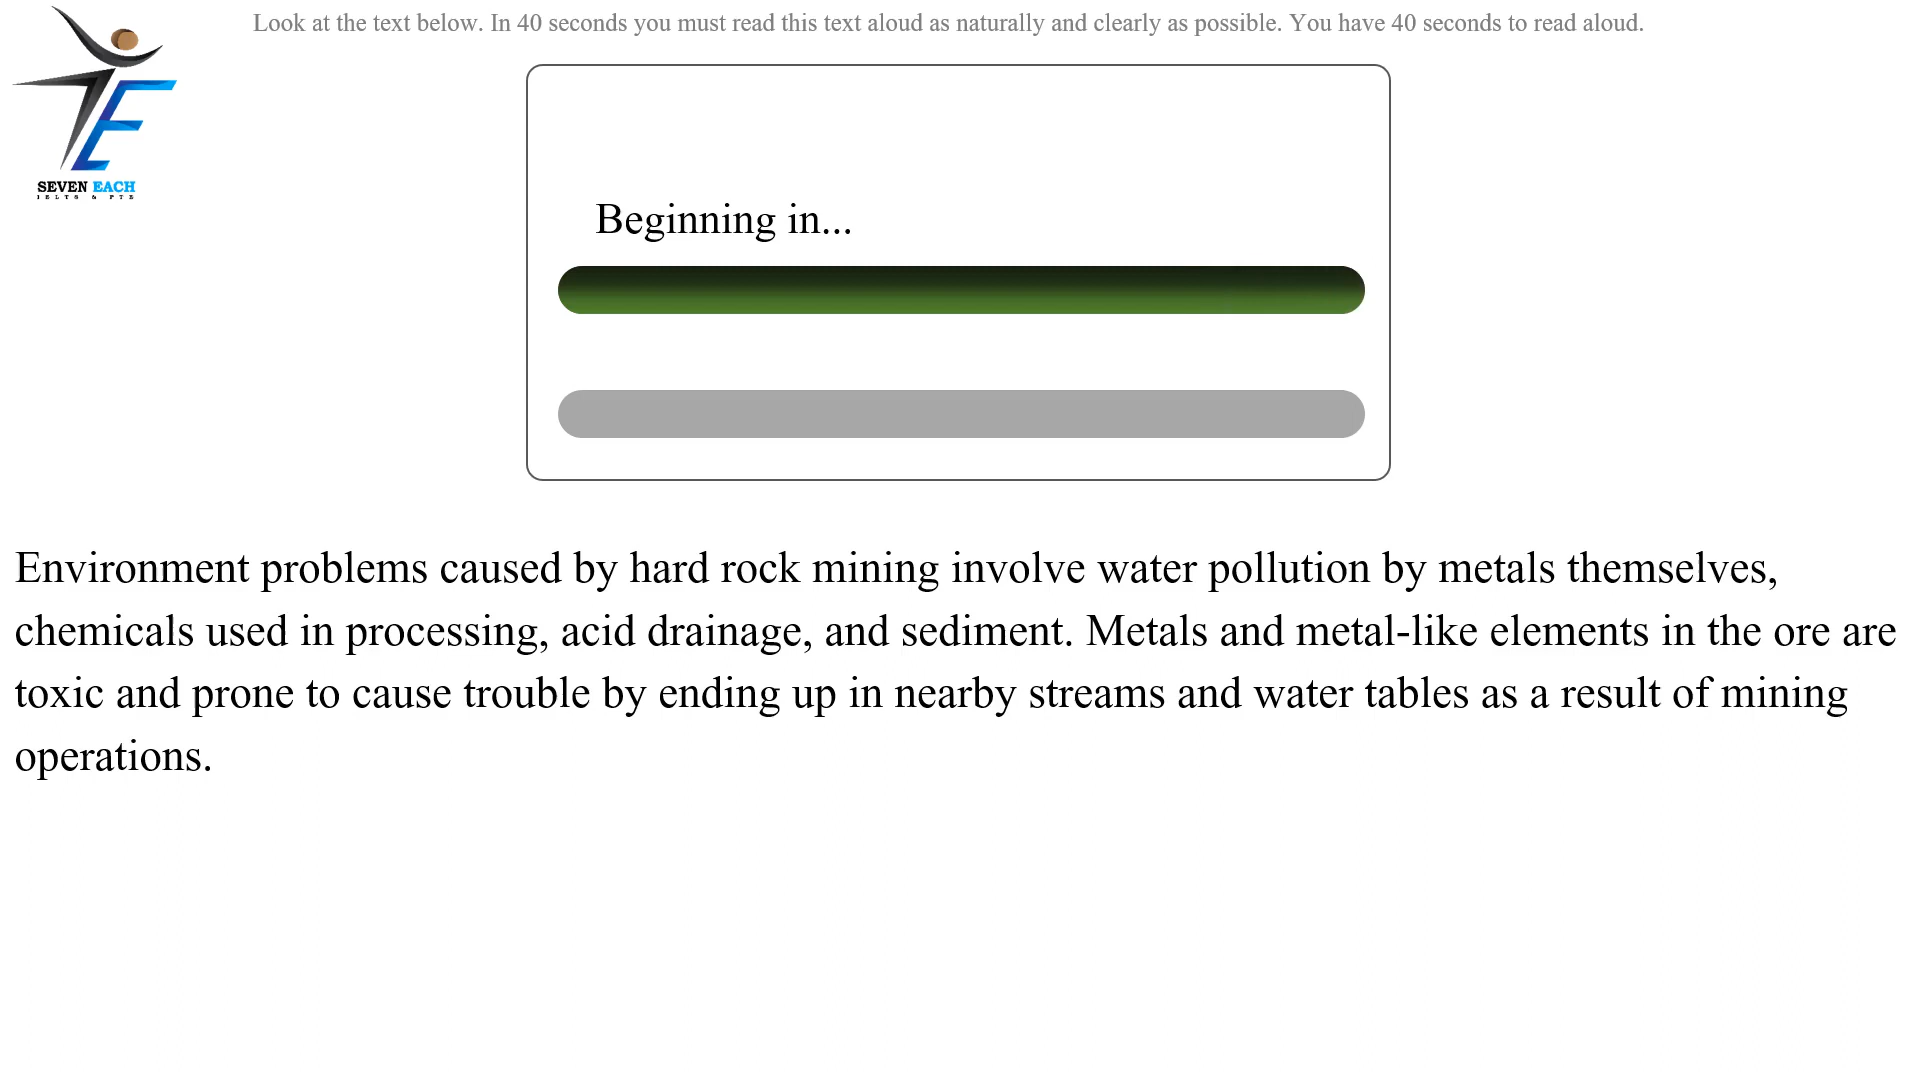 Look at the text below. In 40 seconds you must read this text aloud as naturally and clearly as possible. You have 40 seconds to read aloud.
SEVEN EACH
IELTS & PTE
Beginning in...
Environment problems caused by hard rock mining involve water pollution by metals themselves,
chemicals used in processing, acid drainage, and sediment. Metals and metal-like elements in the ore are
toxic and prone to cause trouble by ending up in nearby streams and water tables as a result of mining
operations.